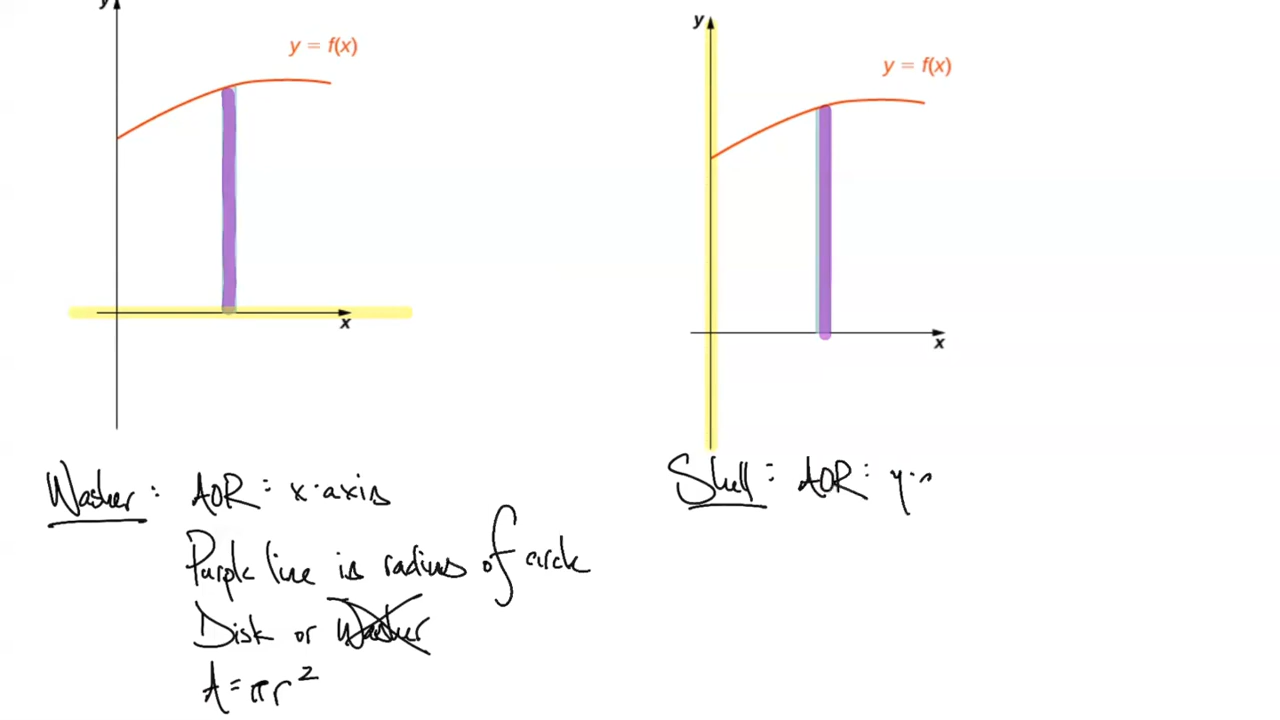 y
y = f(x)
x
Washer: AOR: x-axis
Purple line is radius of circle
Disk or Washer
A = πr²
y
y = f(x)
x
Shell: AOR: y-